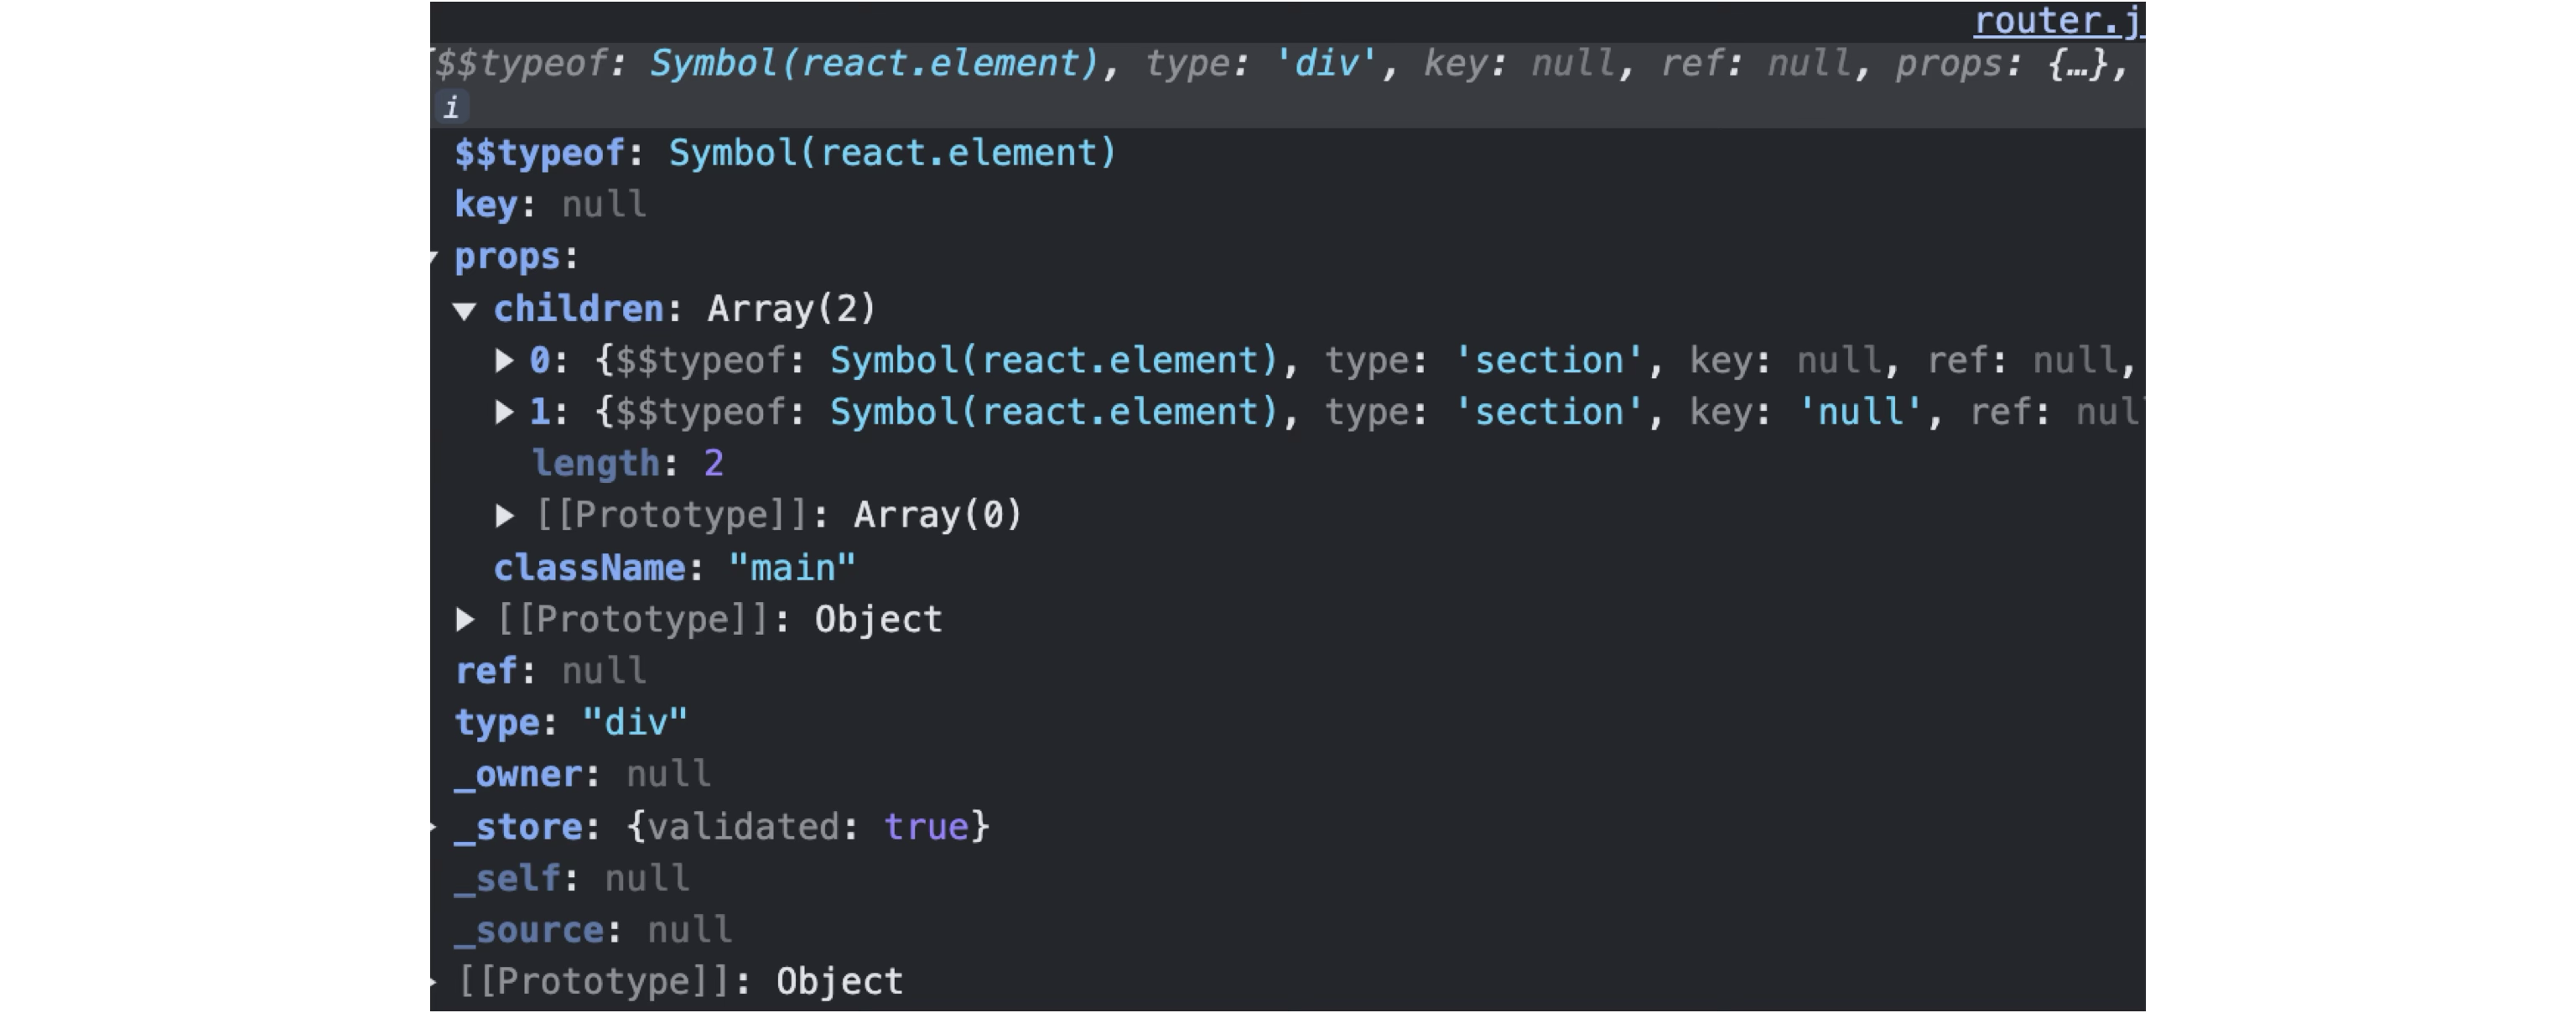 router.j
$$typeof: Symbol(react.element), type: 'div', key: null, ref: null, props: {…},
i
$$typeof: Symbol(react.element)
key: null
props:
children: Array(2)
0: {$$typeof: Symbol(react.element), type: 'section', key: null, ref: null,
1: {$$typeof: Symbol(react.element), type: 'section', key: 'null', ref: nul
length: 2
[[Prototype]]: Array(0)
className: "main"
[[Prototype]]: Object
ref: null
type: "div"
_owner: null
_store: {validated: true}
_self: null
_source: null
[[Prototype]]: Object